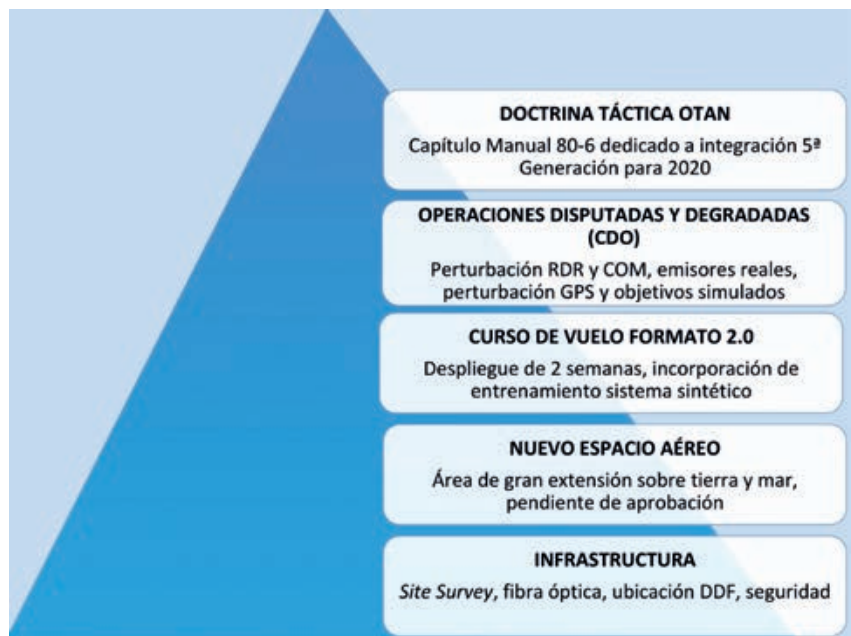 DOCTRINA TÁCTICA OTAN
Capítulo Manual 80-6 dedicado a integración 5ª
Generación para 2020
OPERACIONES DISPUTADAS Y DEGRADADAS
(CDO)
Perturbación RDR y COM, emisores reales,
perturbación GPS y objetivos simulados
CURSO DE VUELO FORMATO 2.0
Despliegue de 2 semanas, incorporación de
entrenamiento sistema sintético
NUEVO ESPACIO AÉREO
Área de gran extensión sobre tierra y mar,
pendiente de aprobación
INFRASTRUCTURA
Site Survey, fibra óptica, ubicación DDF, seguridad